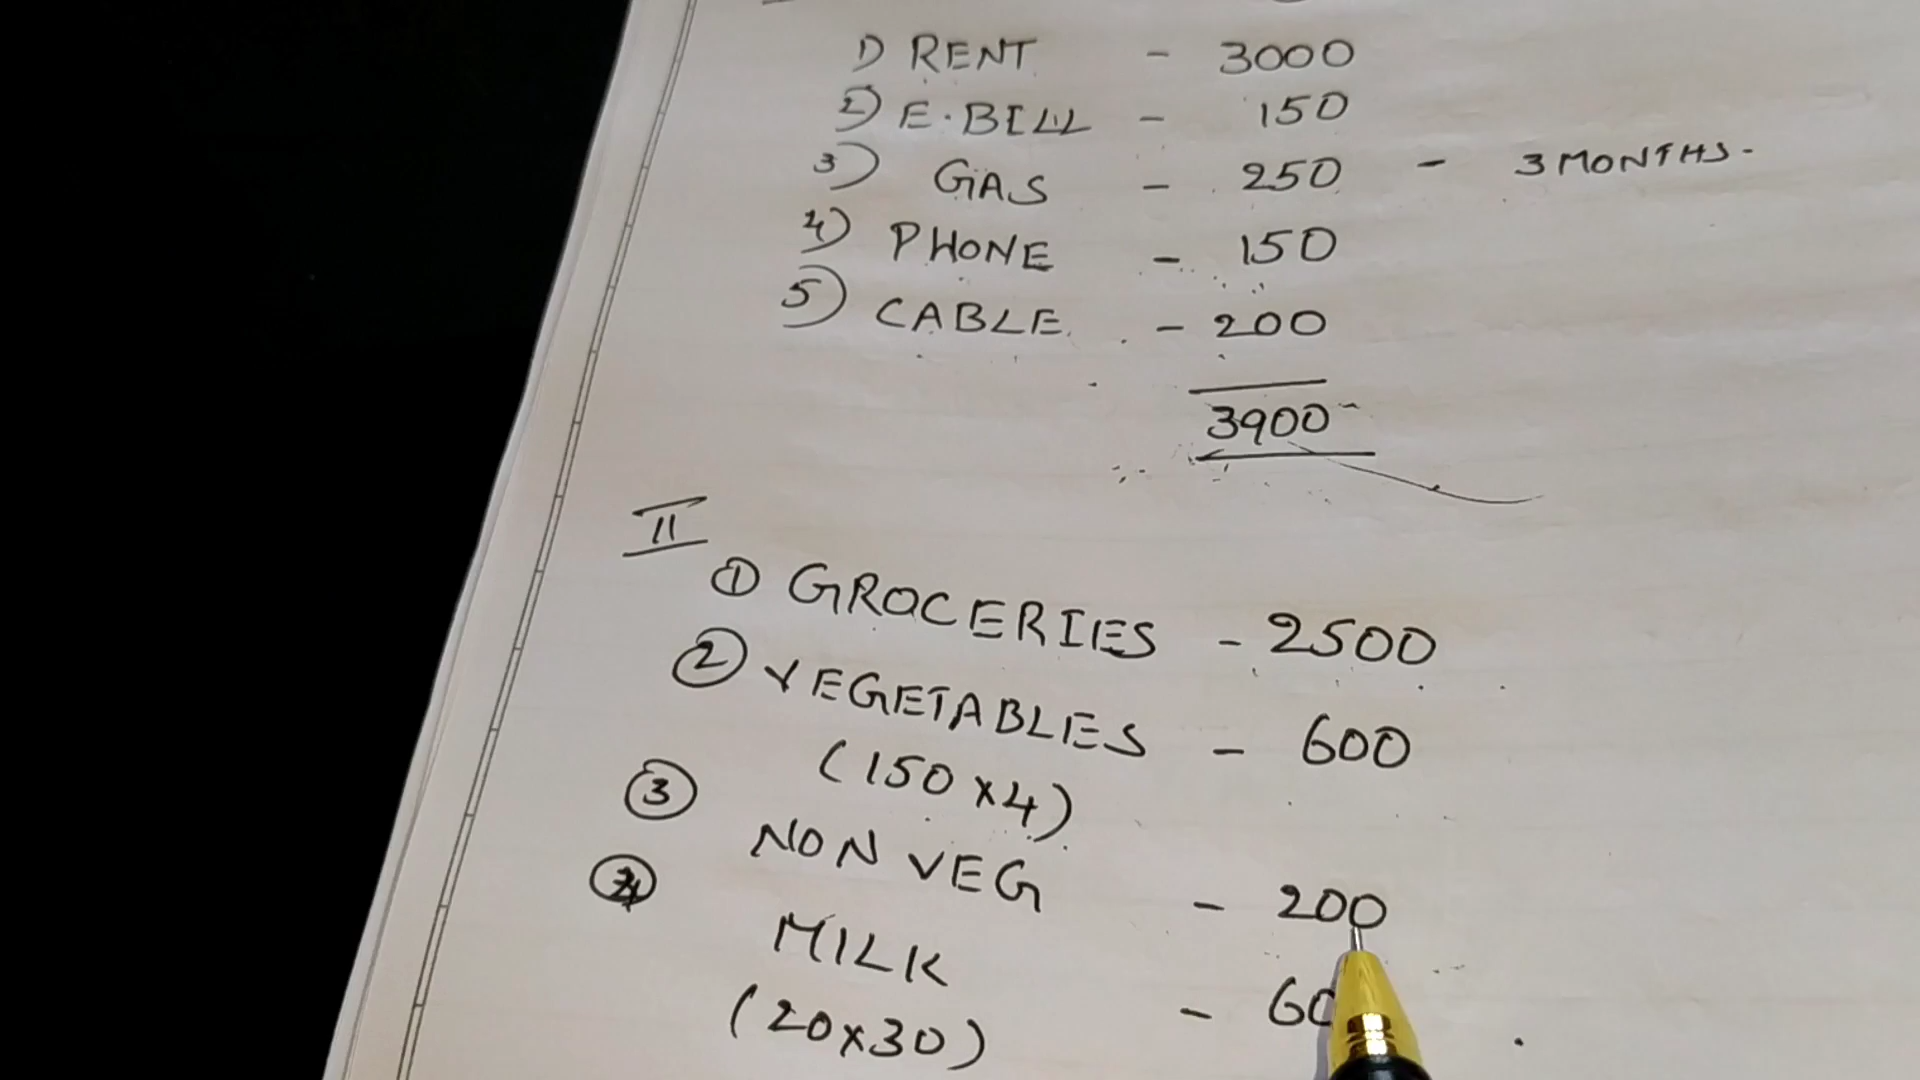 1) RENT - 3000
2) E.BILL - 150
3) GAS - 250 - 3 MONTHS-
4) PHONE - 150
5) CABLE - 200
3900
II
① GROCERIES - 2500
② VEGETABLES - 600
(150 x 4)
③ NON VEG - 200
④ MILK
(20x30) -